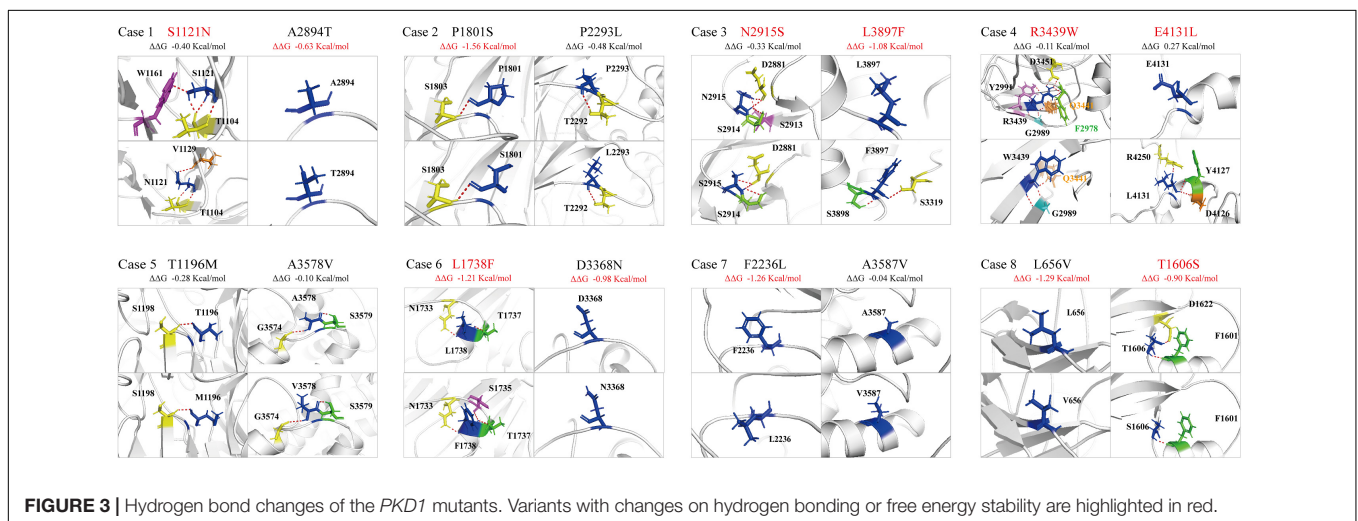 Case 1 S1121N A2894T
ΔΔG -0.40 Kcal/mol ΔΔG -0.63 Kcal/mol
W1161 S1121 A2894
T1104
V1129
N1121 T2894
T1104
Case 2 P1801S P2293L
ΔΔG -1.56 Kcal/mol ΔΔG -0.48 Kcal/mol
P1801 P2293
S1803
T2292
S1801 L2293
S1803
T2292
Case 3 N2915S L3897F
ΔΔG -0.33 Kcal/mol ΔΔG -1.08 Kcal/mol
D2881 L3897
N2915
S2914 S2913
D2881 F3897
S2915
S2914 S3898 S3319
Case 4 R3439W E4131L
ΔΔG -0.11 Kcal/mol ΔΔG 0.27 Kcal/mol
D3451 E4131
Y2991
R3439 F2978
G2989
W3439 R4250 Y4127
G2989 L4131 D4126
Case 5 T1196M A3578V
ΔΔG -0.28 Kcal/mol ΔΔG -0.10 Kcal/mol
S1198 T1196 A3578 S3579
G3574
S1198 M1196 V3578 S3579
G3574
Case 6 L1738F D3368N
ΔΔG -1.21 Kcal/mol ΔΔG -0.98 Kcal/mol
N1733 T1737 D3368
L1738
S1735
N1733 N3368
F1738 T1737
Case 7 F2236L A3587V
ΔΔG -1.26 Kcal/mol ΔΔG -0.04 Kcal/mol
A3587
F2236
V3587
L2236
Case 8 L656V T1606S
ΔΔG -1.29 Kcal/mol ΔΔG -0.90 Kcal/mol
L656 D1622
T1606 F1601
V656 S1606 F1601
FIGURE 3 | Hydrogen bond changes of the PKD1 mutants. Variants with changes on hydrogen bonding or free energy stability are highlighted in red.